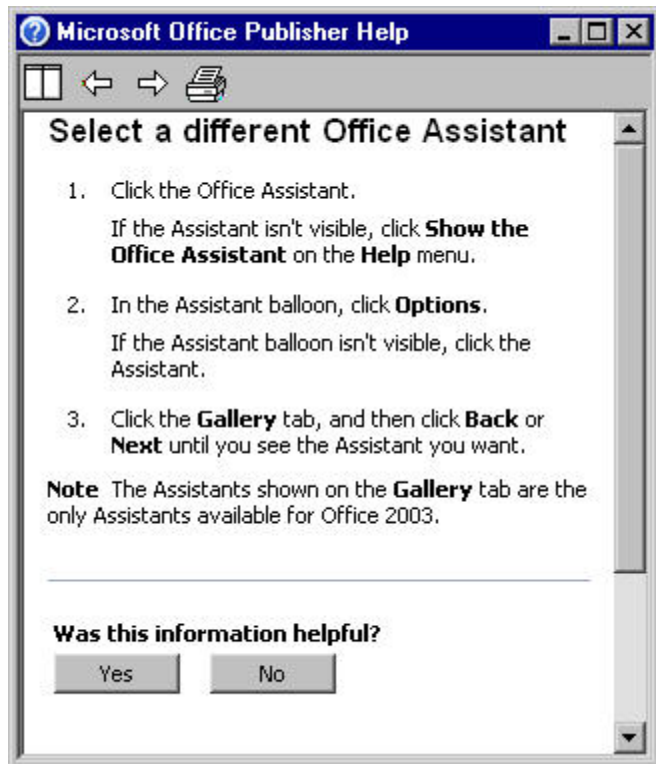 Microsoft Office Publisher Help
Select a different Office Assistant
1. Click the Office Assistant.
If the Assistant isn't visible, click Show the
Office Assistant on the Help menu.
2. In the Assistant balloon, click Options.
If the Assistant balloon isn't visible, click the
Assistant.
3. Click the Gallery tab, and then click Back or
Next until you see the Assistant you want.
Note The Assistants shown on the Gallery tab are the
only Assistants available for Office 2003.
Was this information helpful?
Yes No